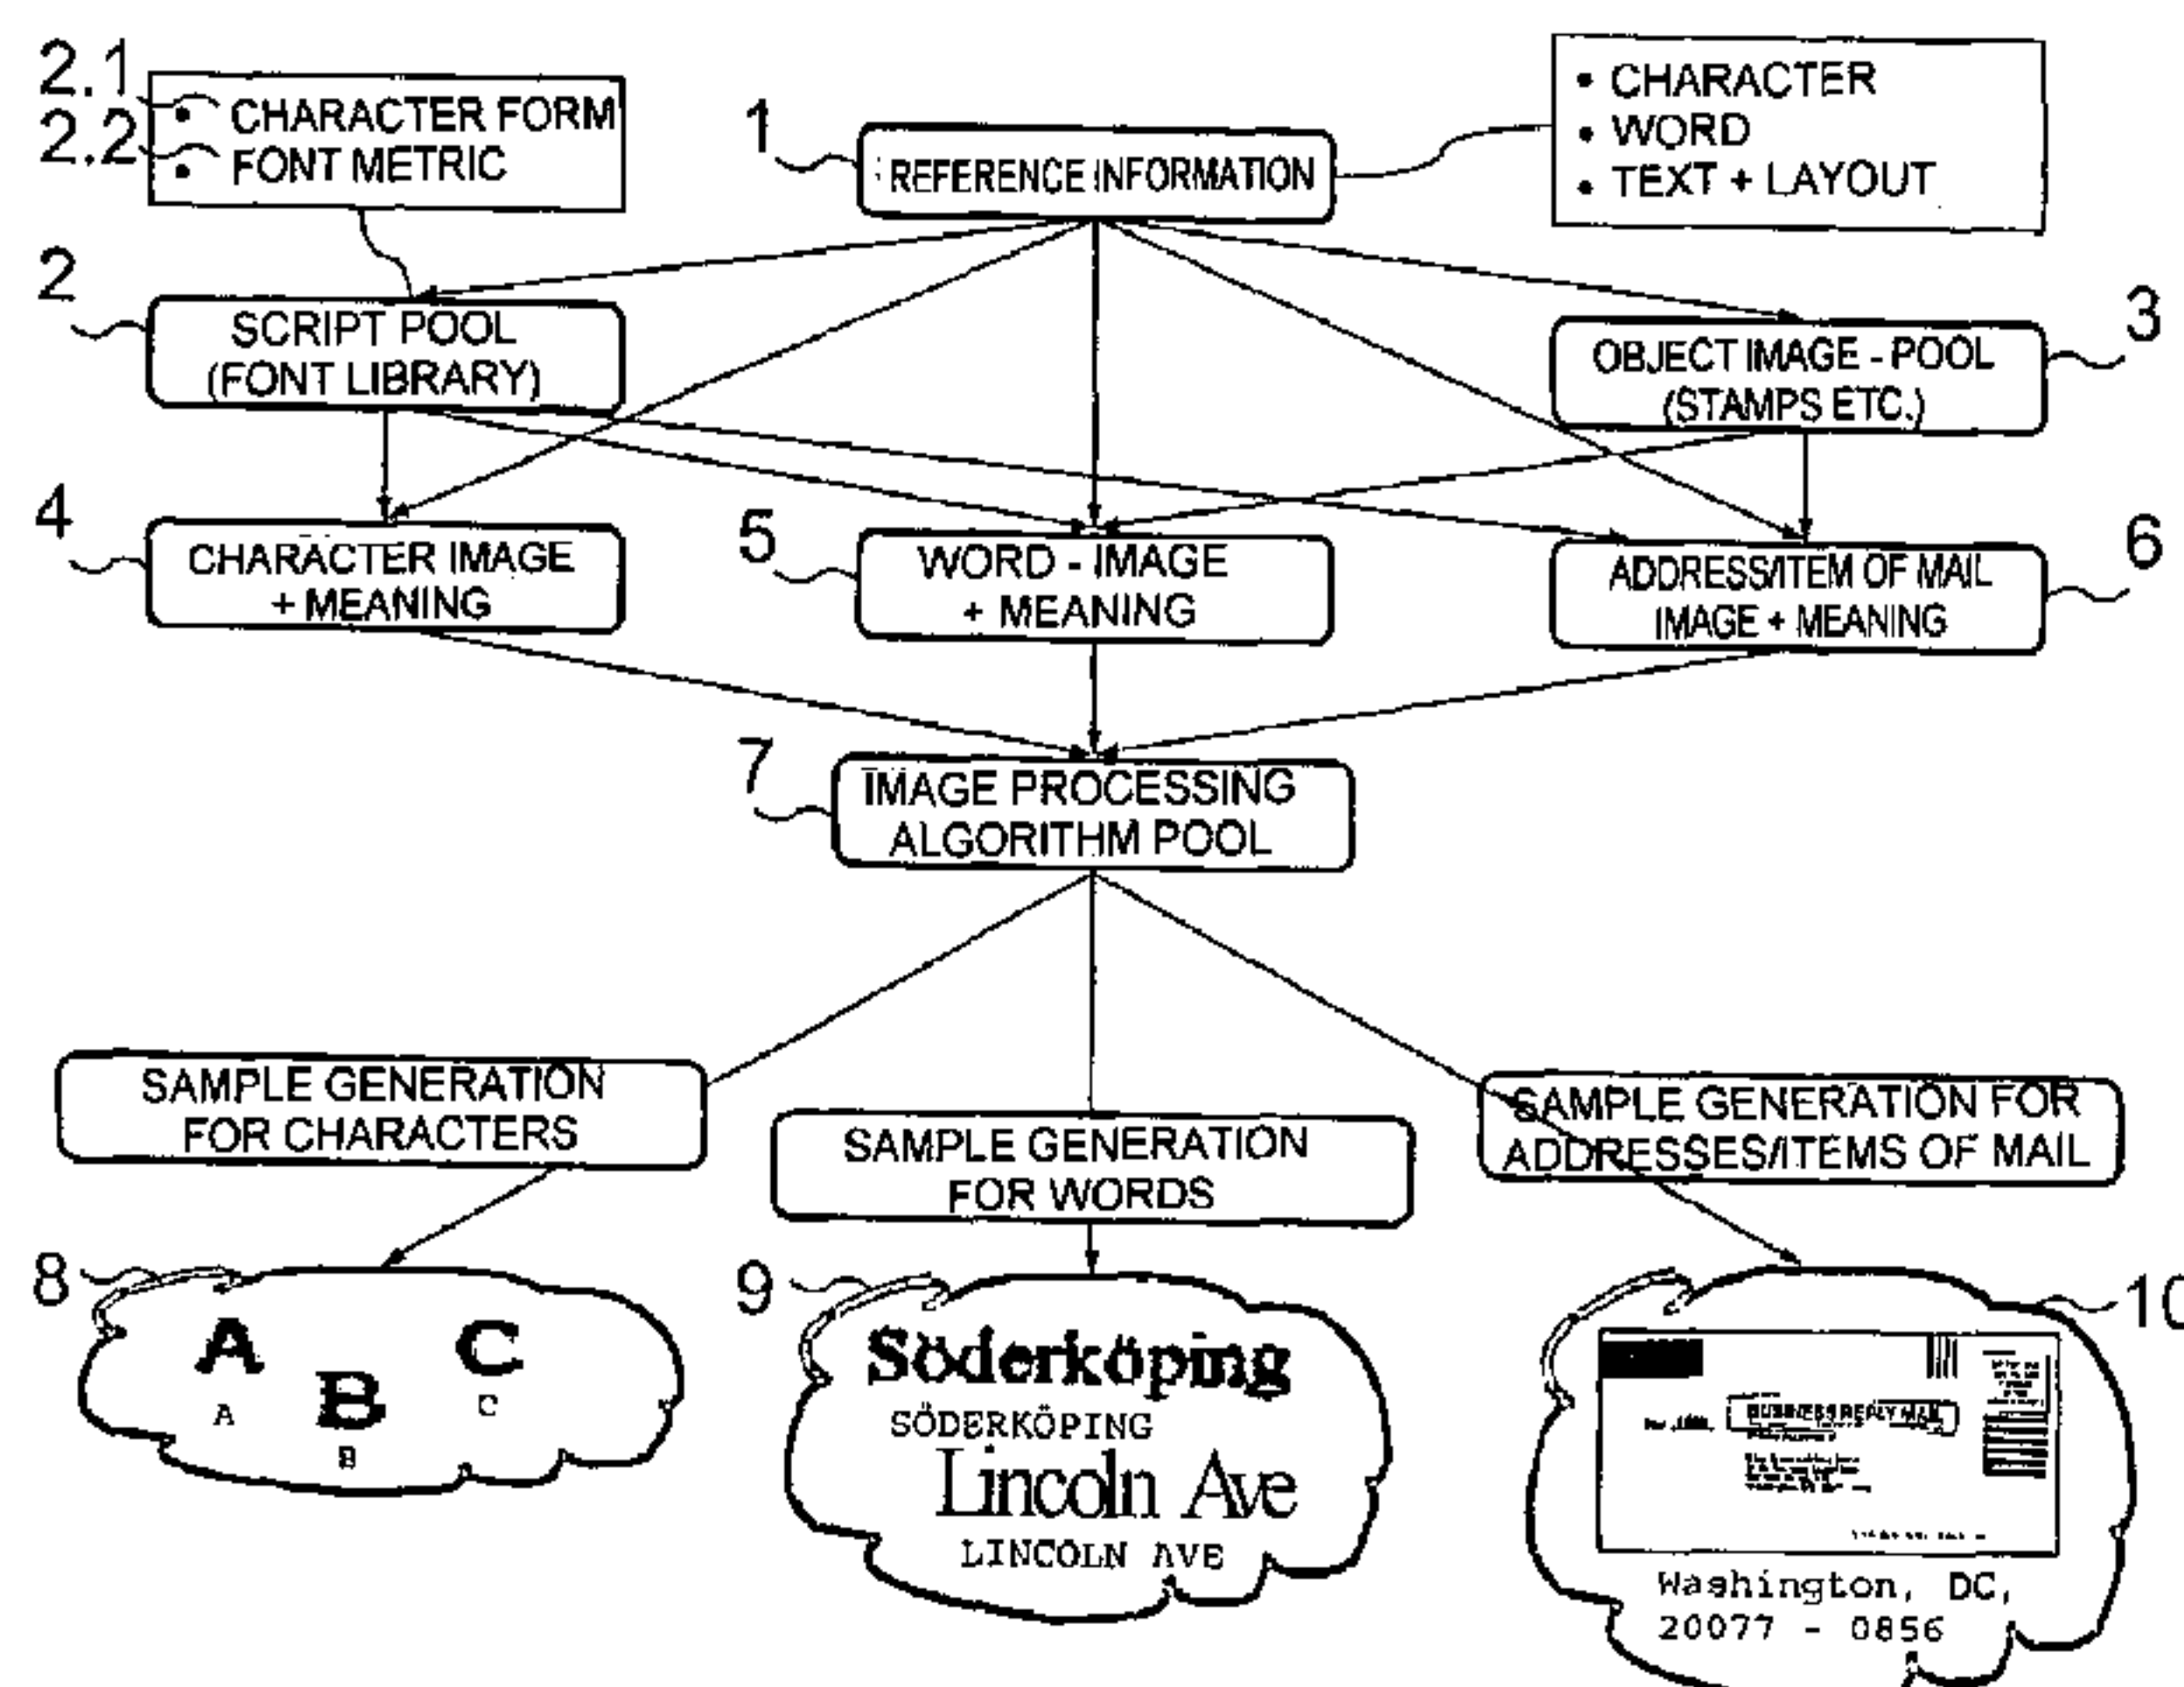 2.1
• CHARACTER FORM
2.2
• FONT METRIC
1
REFERENCE INFORMATION
• CHARACTER
• WORD
• TEXT + LAYOUT
2
SCRIPT POOL
(FONT LIBRARY)
3
OBJECT IMAGE - POOL
(STAMPS ETC.)
4
CHARACTER IMAGE
+ MEANING
5
WORD - IMAGE
+ MEANING
6
ADDRESS/ITEM OF MAIL
IMAGE + MEANING
7
IMAGE PROCESSING
ALGORITHM POOL
SAMPLE GENERATION
FOR CHARACTERS
SAMPLE GENERATION
FOR WORDS
SAMPLE GENERATION FOR
ADDRESSES/ITEMS OF MAIL
8
A
B
C
A
B
C
9
Söderköping
SÖDERKÖPING
Lincoln Ave
LINCOLN AVE
10
BUSINESS REPLY MAIL
Washington, DC,
20077 - 0856